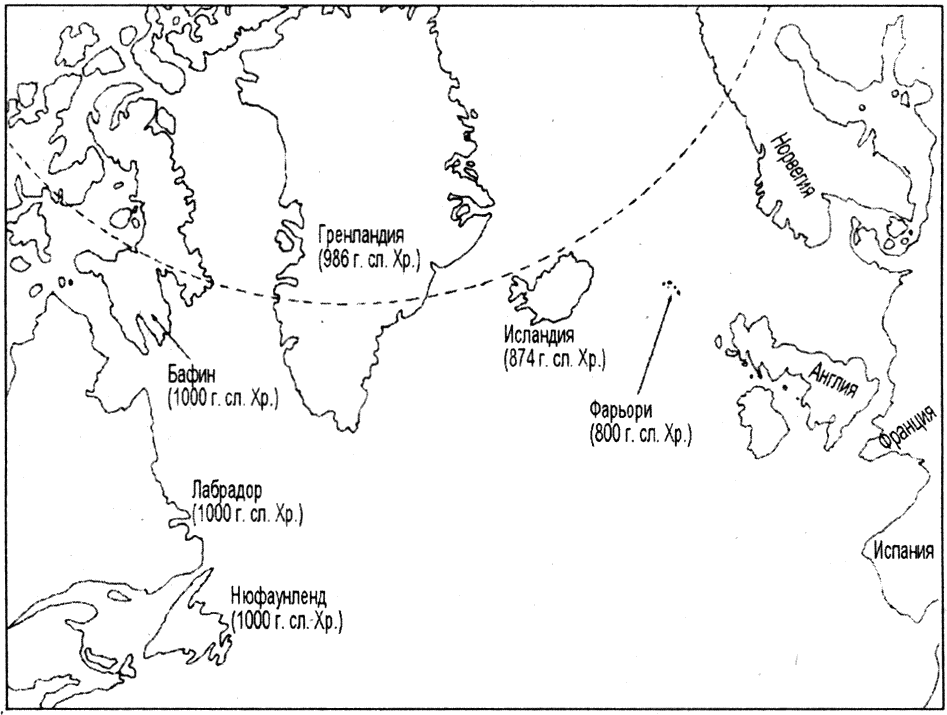 Норвегия
Гренландия
(986 г. сл. Хр.)
Исландия
(874 г. сл. Хр.)
Бафин
(1000 г. сл. Хр.)
Англия
Фарьори
(800 г. сл. Хр.)
Франция
Лабрадор
(1000 г. сл. Хр.)
Испания
Нюфаунленд
(1000 г. сл. Хр.)